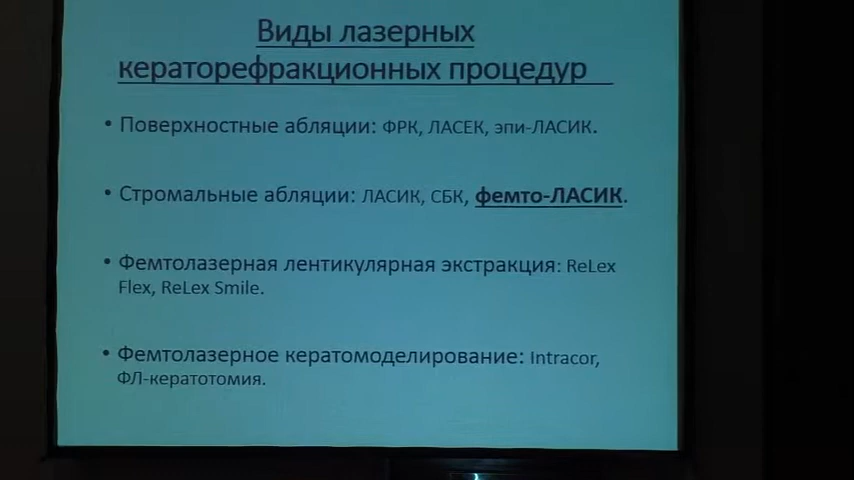 Виды лазерных
кераторефракционных процедур
• Поверхностные абляции: ФРК, ЛАСЕК, эпи-ЛАСИК.
• Стромальные абляции: ЛАСИК, СБК, фемто-ЛАСИК.
• Фемтолазерная лентикулярная экстракция: ReLex
Flex, ReLex Smile.
• Фемтолазерное кератомоделирование: Intracor,
ФЛ-кератотомия.